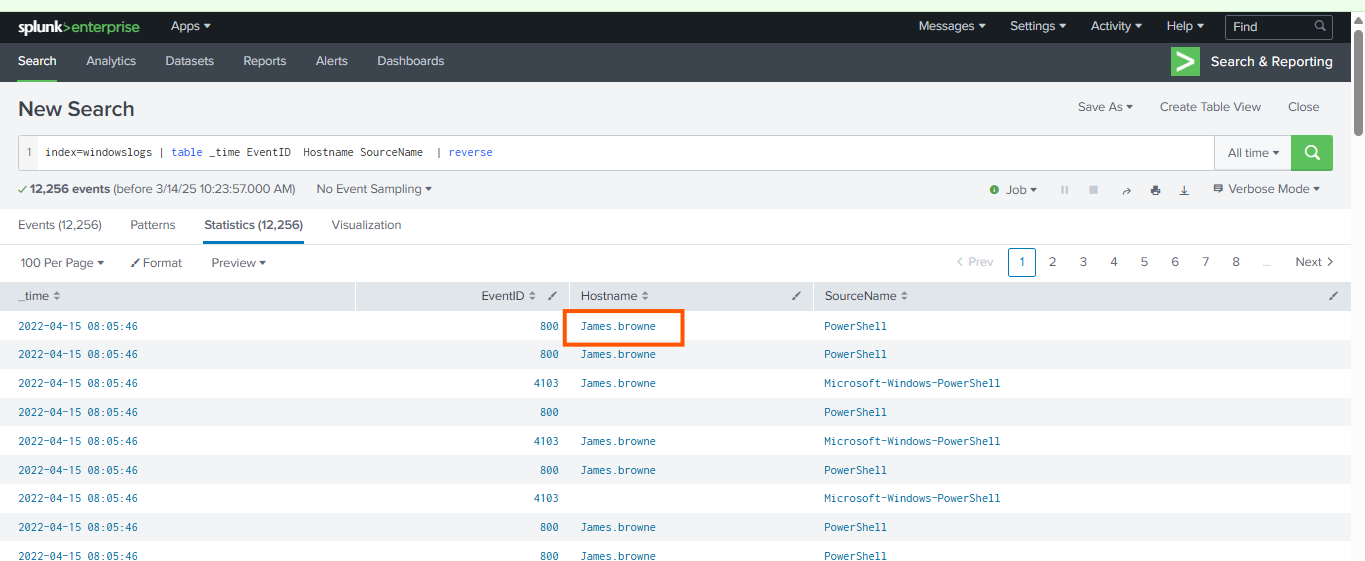 splunk>enterprise Apps Messages Settings Activity Help Find
Search Analytics Datasets Reports Alerts Dashboards Search & Reporting
New Search Save As Create Table View Close
1 index=windowslogs | table _time EventID Hostname SourceName | reverse All time
12,256 events (before 3/14/25 10:23:57.000 AM) No Event Sampling Job Verbose Mode
Events (12,256) Patterns Statistics (12,256) Visualization
100 Per Page Format Preview < Prev 1 2 3 4 5 6 7 8 ... Next >
_time EventID Hostname SourceName
2022-04-15 08:05:46 800 James.browne PowerShell
2022-04-15 08:05:46 800 James.browne PowerShell
2022-04-15 08:05:46 4103 James.browne Microsoft-Windows-PowerShell
2022-04-15 08:05:46 800 PowerShell
2022-04-15 08:05:46 4103 James.browne Microsoft-Windows-PowerShell
2022-04-15 08:05:46 800 James.browne PowerShell
2022-04-15 08:05:46 4103 Microsoft-Windows-PowerShell
2022-04-15 08:05:46 800 James.browne PowerShell
2022-04-15 08:05:46 800 James.browne PowerShell